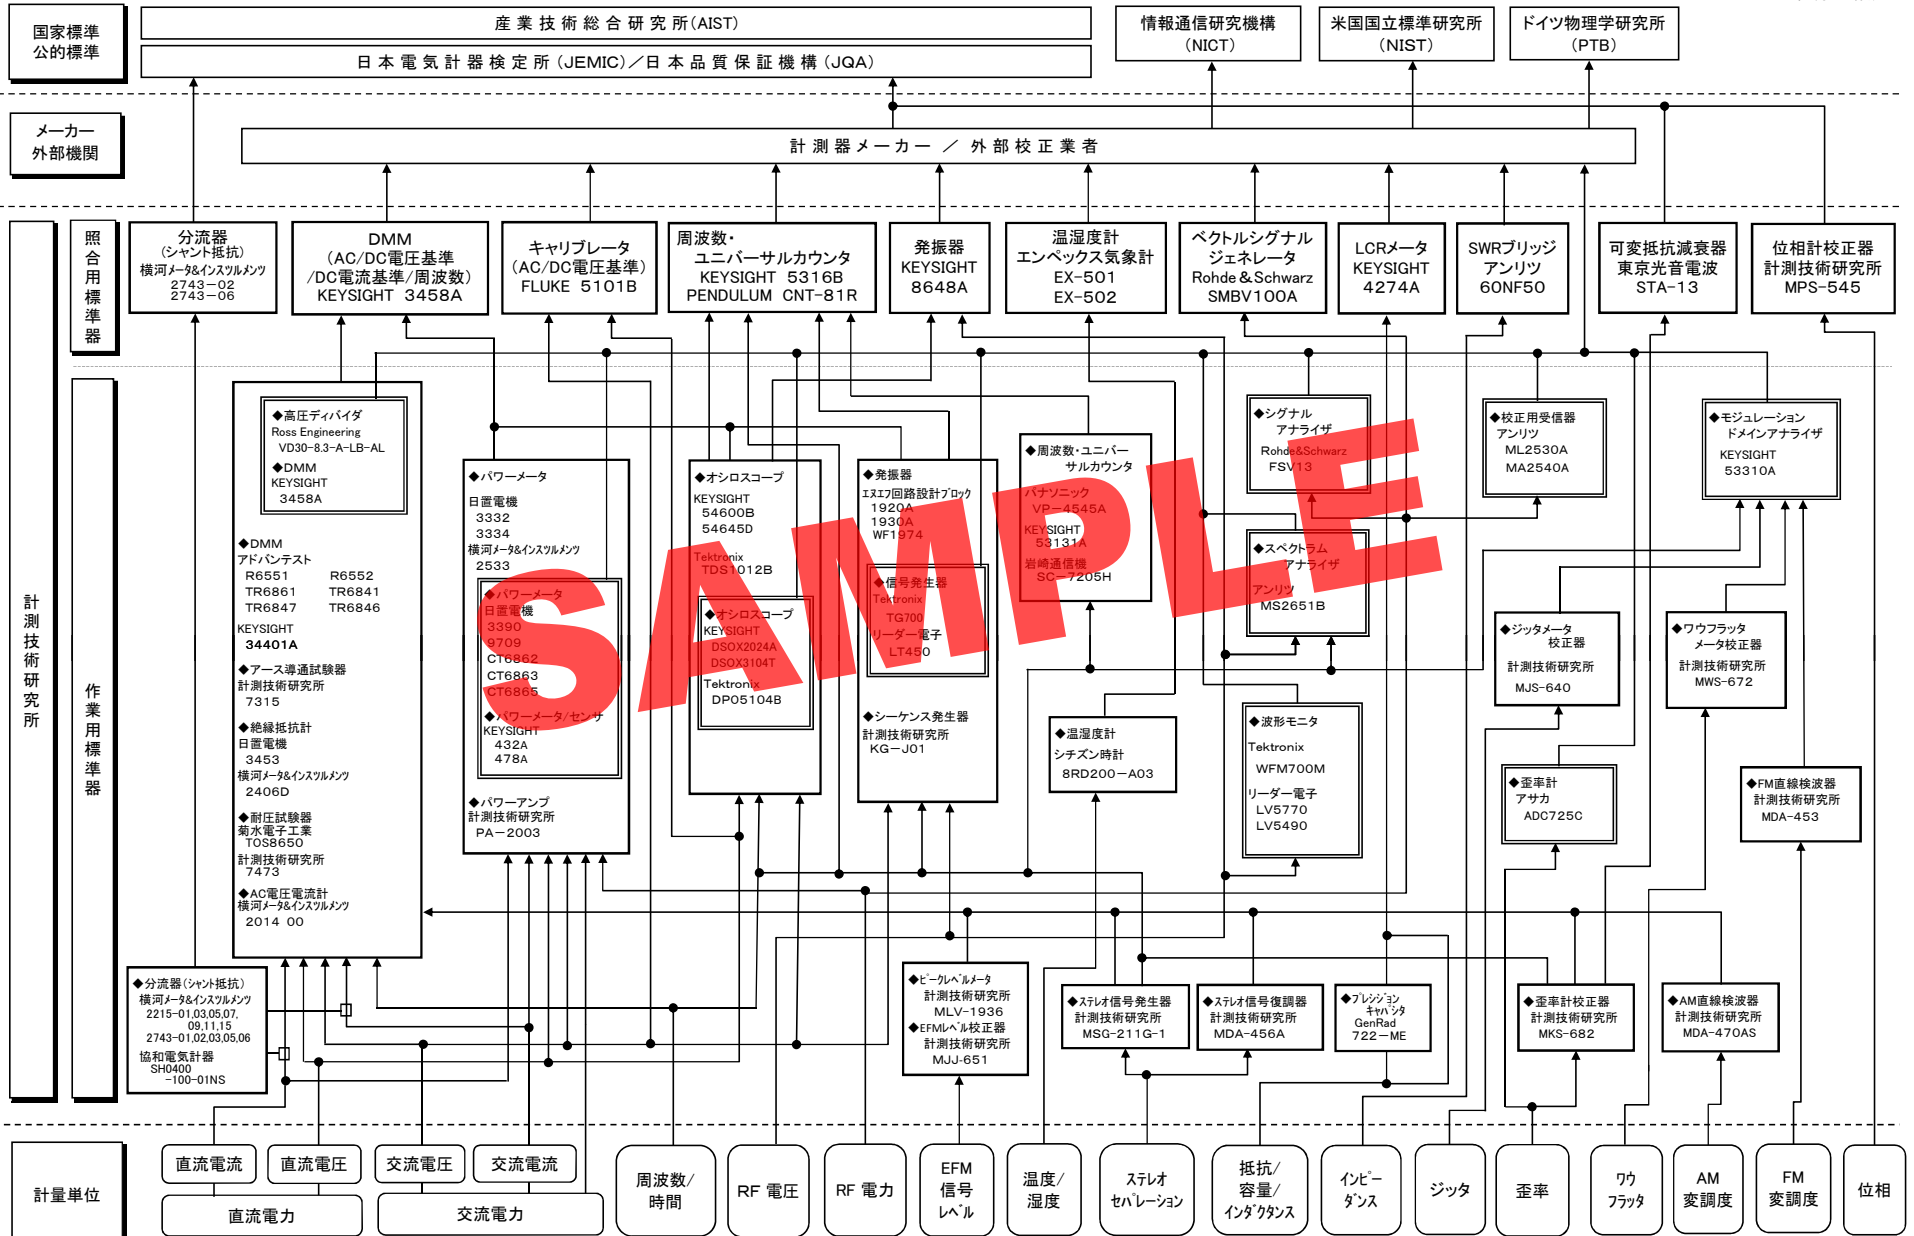 国家標準
公的標準
産業技術総合研究所(AIST)
日本電気計器検定所(JEMIC)／日本品質保証機構(JQA)
情報通信研究機構
(NICT)
米国国立標準研究所
(NIST)
ドイツ物理学研究所
(PTB)
メーカー
外部機関
計測器メーカー ／ 外部校正業者
計測技術研究所
照合用標準器
分流器
(シャント抵抗)
横河メータ&インスツルメンツ
2743－02
2743－06
DMM
(AC/DC電圧基準
/DC電流基準/周波数)
KEYSIGHT 3458A
キャリブレータ
(AC/DC電圧基準)
FLUKE 5101B
周波数・
ユニバーサルカウンタ
KEYSIGHT 5316B
PENDULUM CNT-81R
発振器
KEYSIGHT
8648A
温湿度計
エンペックス気象計
EX-501
EX-502
ベクトルシグナル
ジェネレータ
Rohde＆Schwarz
SMBV100A
LCRメータ
KEYSIGHT
4274A
SWRブリッジ
アンリツ
60NF50
可変抵抗減衰器
東京光音電波
STA-13
位相計校正器
計測技術研究所
MPS-545
作業用標準器
◆高圧ディバイダ
Ross Engineering
VD30-8.3-A-LB-AL
◆DMM
KEYSIGHT
3458A
◆DMM
アドバンテスト
R6551 R6552
TR6861 TR6841
TR6847 TR6846
KEYSIGHT
34401A
◆アース導通試験器
計測技術研究所
7315
◆絶縁抵抗計
日置電機
3453
横河メータ&インスツルメンツ
2406D
◆耐圧試験器
菊水電子工業
TOS8650
計測技術研究所
7473
◆AC電圧電流計
横河メータ&インスツルメンツ
2014 00
◆パワーメータ
日置電機
3332
3334
横河メータ&インスツルメンツ
2533
◆パワーメータ
日置電機
3390
9709
CT6862
CT6863
CT6865
◆パワーメータ/センサ
KEYSIGHT
432A
478A
◆パワーアンプ
計測技術研究所
PA－2003
◆オシロスコープ
KEYSIGHT
54600B
54645D
Tektronix
TDS1012B
◆オシロスコープ
KEYSIGHT
DSOX2024A
DSOX3104T
Tektronix
DPO5104B
◆発振器
エヌエフ回路設計ブロック
1920A
1930A
WF1974
◆信号発生器
Tektronix
TG700
リーダー電子
LT450
◆シーケンス発生器
計測技術研究所
KG－J01
◆周波数・ユニバー
サルカウンタ
パナソニック
VP－4545A
KEYSIGHT
53131A
岩崎通信機
SC－7205H
◆温湿度計
シチズン時計
8RD200－A03
◆シグナル
アナライザ
Rohde&Schwarz
FSV13
◆スペクトラム
アナライザ
アンリツ
MS2651B
◆波形モニタ
Tektronix
WFM700M
リーダー電子
LV5770
LV5490
◆校正用受信器
アンリツ
ML2530A
MA2540A
◆モジュレーション
ドメインアナライザ
KEYSIGHT
53310A
◆ジッタメータ
校正器
計測技術研究所
MJS-640
◆ワウフラッタ
メータ校正器
計測技術研究所
MWS-672
◆歪率計
アサカ
ADC725C
◆FM直線検波器
計測技術研究所
MDA-453
◆分流器(シャント抵抗)
横河メータ&インスツルメンツ
2215-01,03,05,07,
09,11,15
2743-01,02,03,05,06
協和電気計器
SH0400
-100-01NS
◆ピークレベルメータ
計測技術研究所
MLV-1936
◆EFMレベル校正器
計測技術研究所
MJJ-651
◆ステレオ信号発生器
計測技術研究所
MSG-211G-1
◆ステレオ信号復調器
計測技術研究所
MDA-456A
◆プレシジョン
キャパシタ
GenRad
722－ME
◆歪率計校正器
計測技術研究所
MKS-682
◆AM直線検波器
計測技術研究所
MDA-470AS
SAMPLE
計量単位
直流電流
直流電圧
直流電力
交流電圧
交流電流
交流電力
周波数/
時間
RF 電圧
RF 電力
EFM
信号
レベル
温度/
湿度
ステレオ
セパレーション
抵抗/
容量/
インダクタンス
インピー
ダンス
ジッタ
歪率
ワウ
フラッタ
AM
変調度
FM
変調度
位相